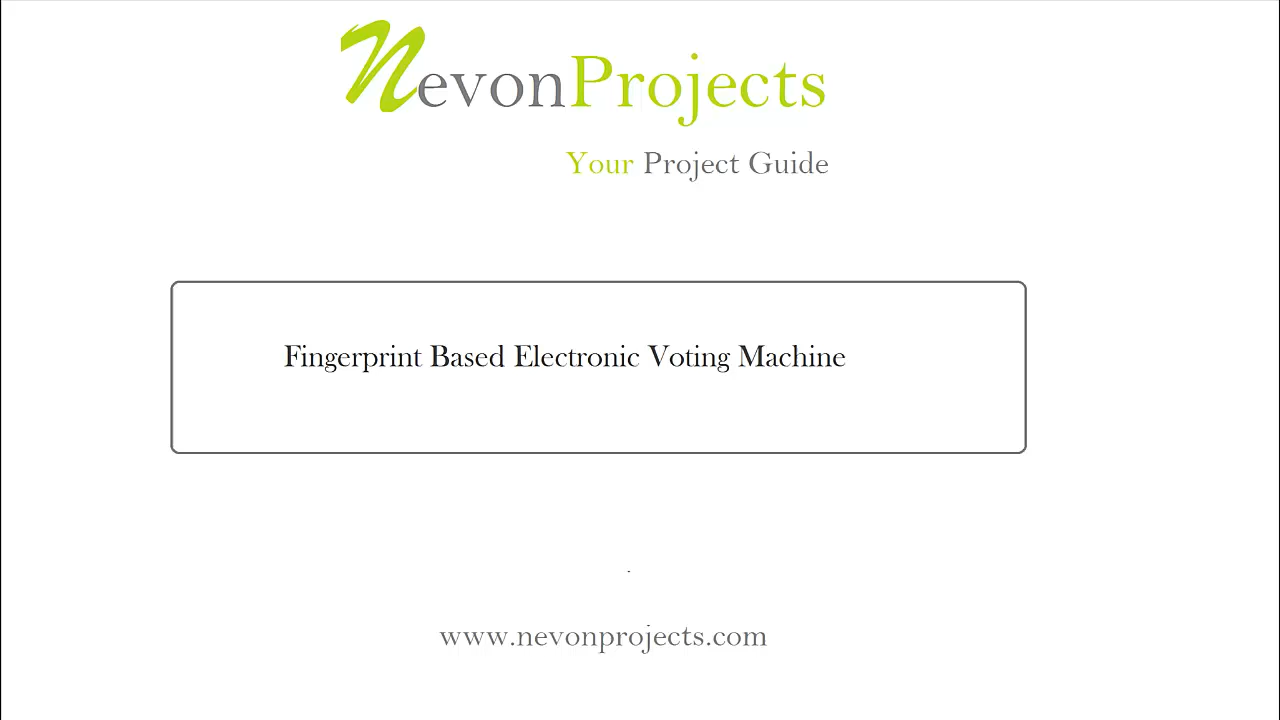 NevonProjects
Your Project Guide
Fingerprint Based Electronic Voting Machine
www.nevonprojects.com